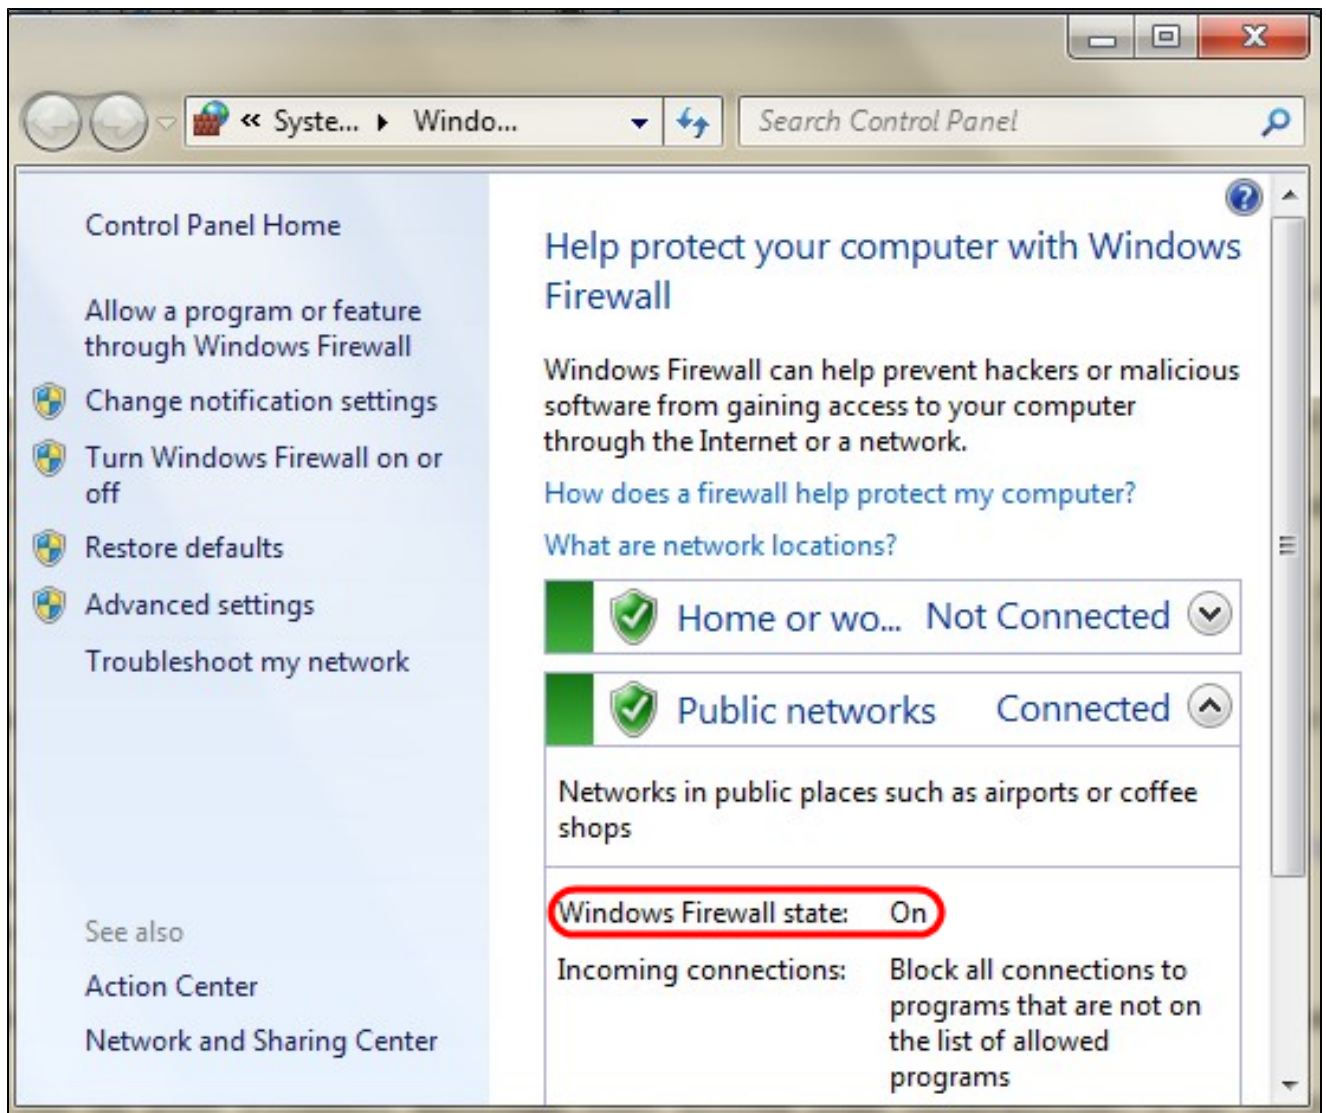 « Syste... ▸ Windo...
Search Control Panel
Control Panel Home
Allow a program or feature
through Windows Firewall
Change notification settings
Turn Windows Firewall on or
off
Restore defaults
Advanced settings
Troubleshoot my network
See also
Action Center
Network and Sharing Center
Help protect your computer with Windows
Firewall
Windows Firewall can help prevent hackers or malicious
software from gaining access to your computer
through the Internet or a network.
How does a firewall help protect my computer?
What are network locations?
Home or wo... Not Connected
Public networks Connected
Networks in public places such as airports or coffee
shops
Windows Firewall state: On
Incoming connections: Block all connections to
programs that are not on
the list of allowed
programs